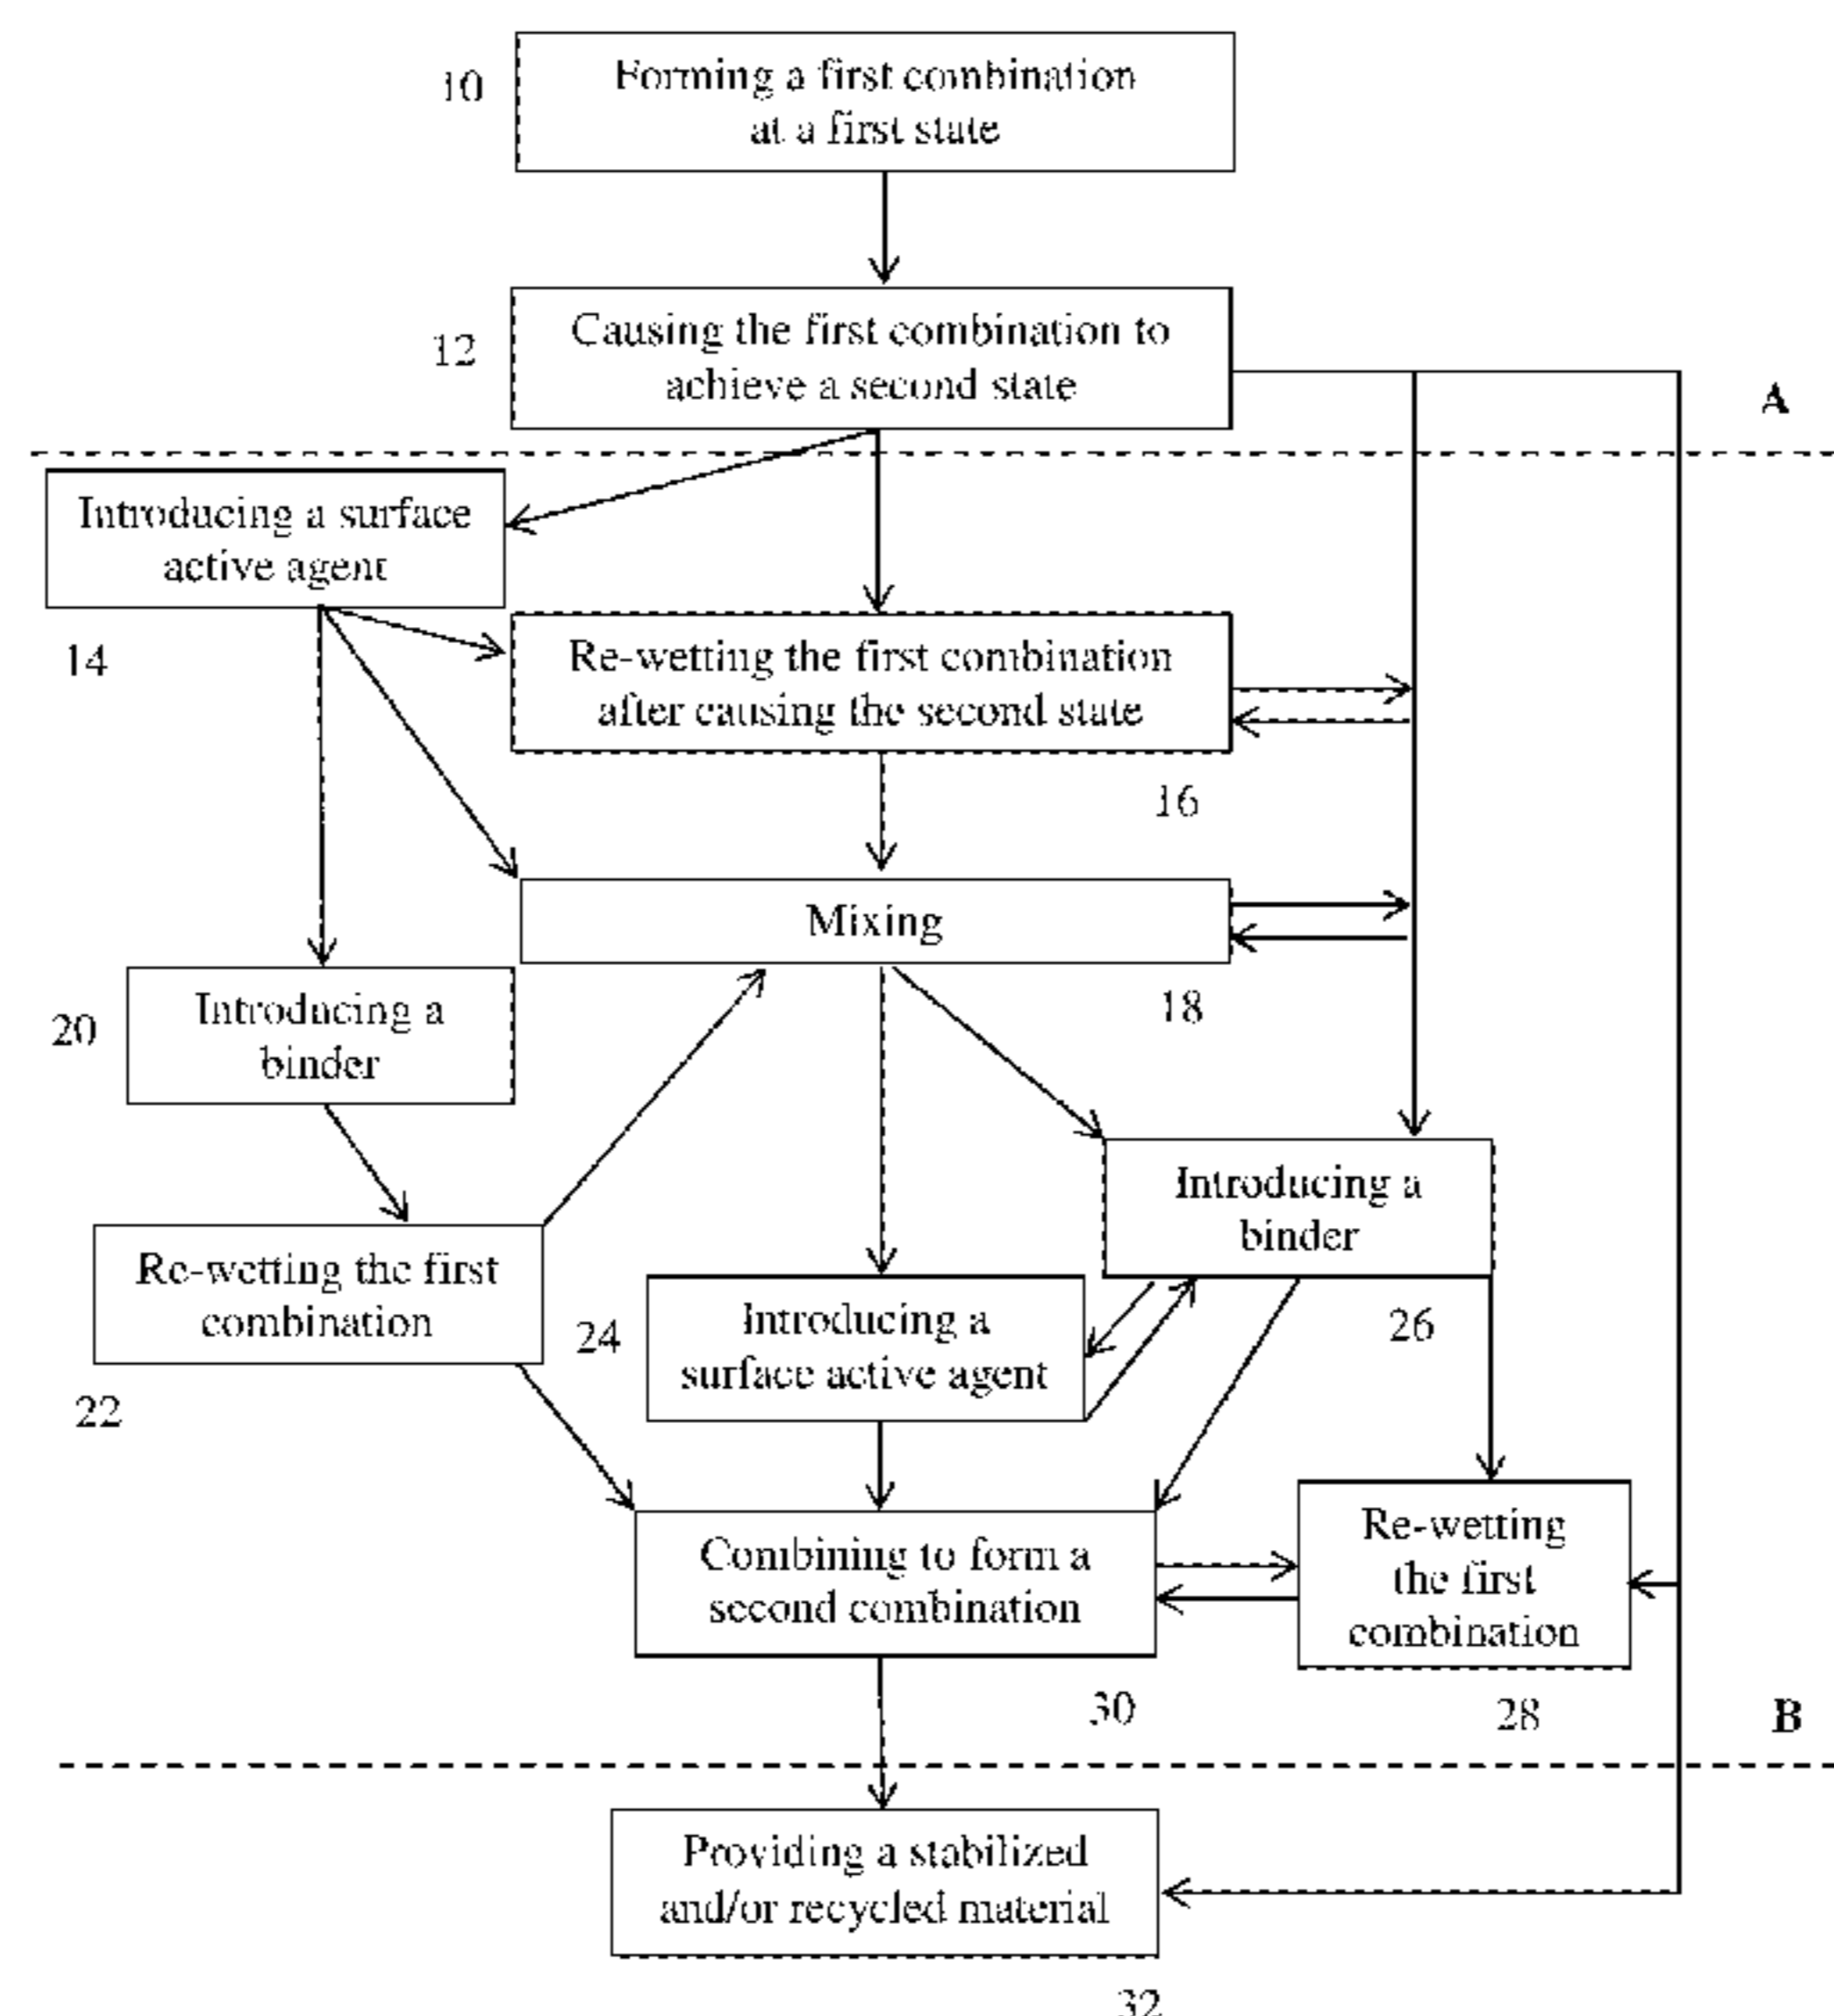 10
Forming a first combination
at a first state
12
Causing the first combination to
achieve a second state
A
Introducing a surface
active agent
14
Re-wetting the first combination
after causing the second state
16
Mixing
18
20
Introducing a
binder
Introducing a
binder
26
Re-wetting the first
combination
22
24
Introducing a
surface active agent
Combining to form a
second combination
30
Re-wetting
the first
combination
28
B
Providing a stabilized
and/or recycled material
32